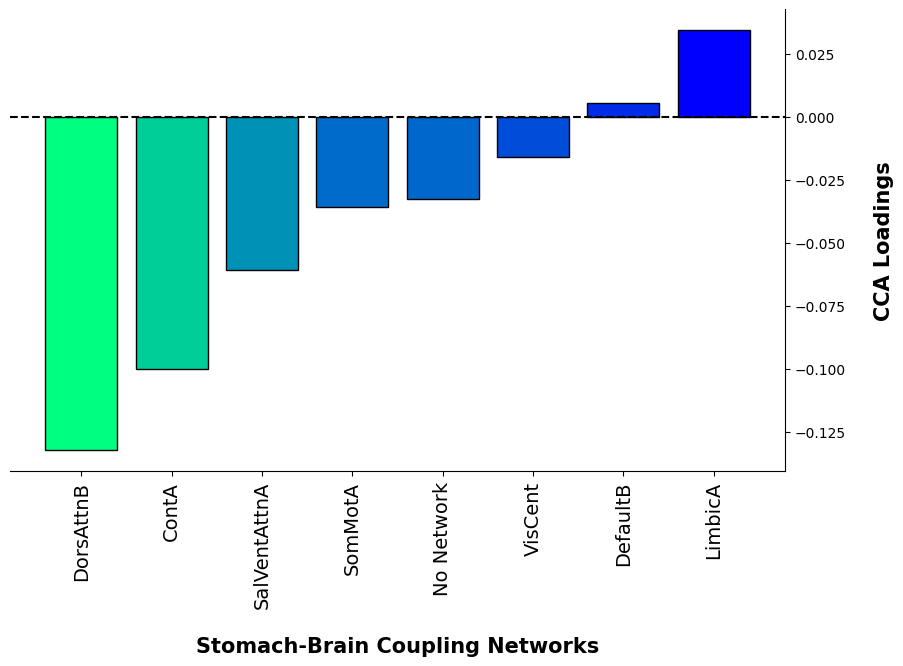 0.025
0.000
−0.025
−0.050
−0.075
−0.100
−0.125
CCA Loadings
DorsAttnB
ContA
SalVentAttnA
SomMotA
No Network
VisCent
DefaultB
LimbicA
Stomach-Brain Coupling Networks